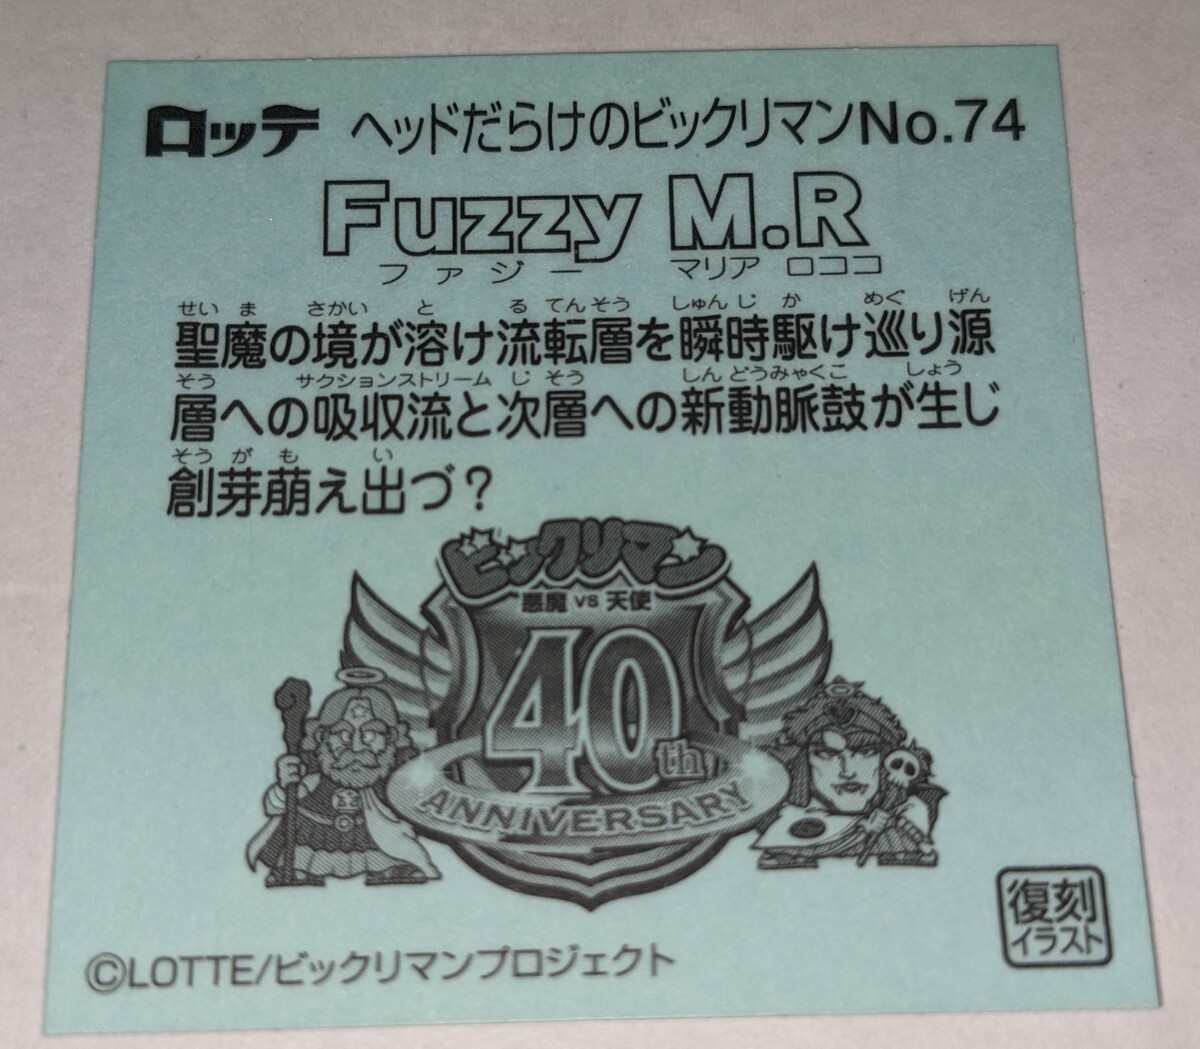 ロッテ ヘッドだらけのビックリマンNo.74
Fuzzy M.R
ファジー マリア ロココ
せい ま さかい と る てんそう しゅん じ か めぐ げん
聖魔の境が溶け流転層を瞬時駆け巡り源
そう サクションストリーム じ そう しん どうみゃくこ しょう
層への吸収流と次層への新動脈鼓が生じ
そう が も い
創芽萌え出づ？
ビックリマン
悪魔 VS 天使
40th
ANNIVERSARY
復刻
イラスト
©LOTTE/ビックリマンプロジェクト